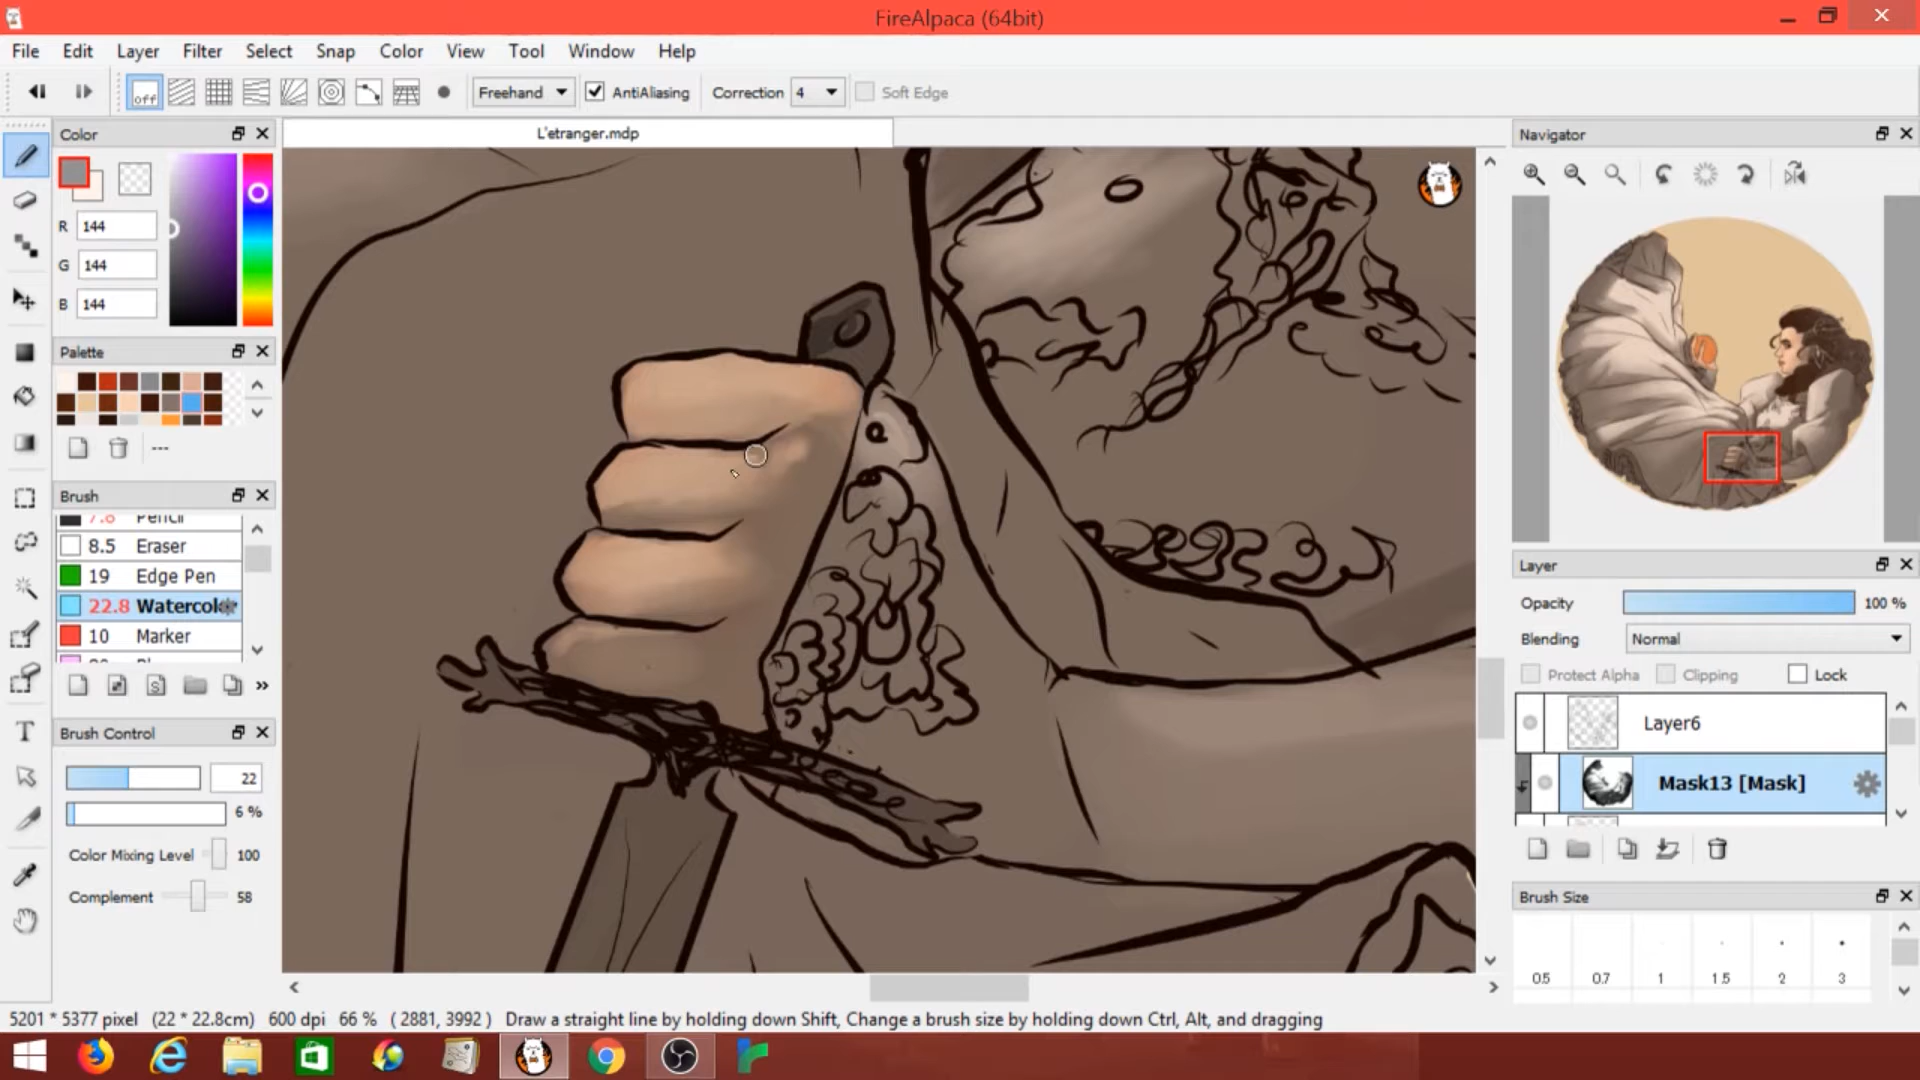 FireAlpaca (64bit)
File Edit Layer Filter Select Snap Color View Tool Window Help
off Freehand AntiAliasing Correction 4 Soft Edge
Color
L'etranger.mdp
Navigator
R 144
G 144
B 144
Palette
---
Brush
Pencil
8.5 Eraser
19 Edge Pen
22.8 Watercolor
10 Marker
Brush Control
22
6 %
Color Mixing Level 100
Complement 58
Layer
Opacity 100 %
Blending Normal
Protect Alpha Clipping Lock
Layer6
Mask13 [Mask]
Brush Size
0.5 0.7 1 1.5 2 3
5201 * 5377 pixel (22 * 22.8cm) 600 dpi 66 % ( 2881, 3992 ) Draw a straight line by holding down Shift, Change a brush size by holding down Ctrl, Alt, and dragging